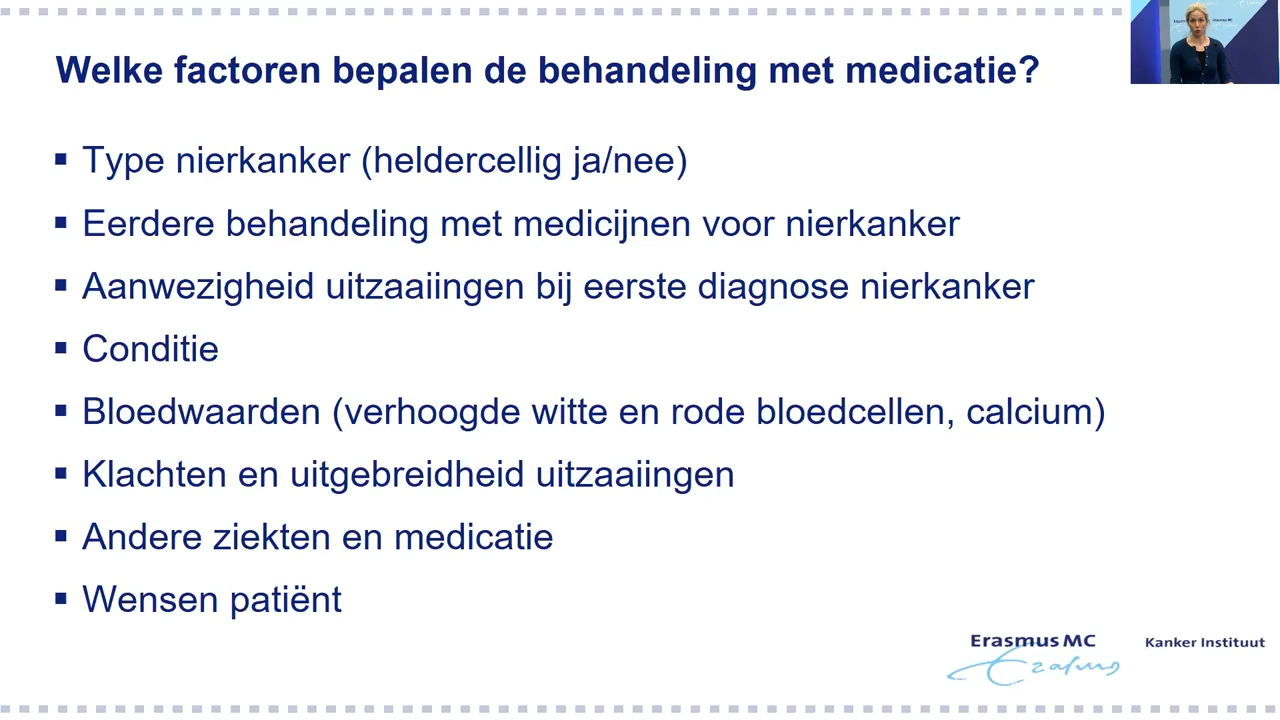 Welke factoren bepalen de behandeling met medicatie?
▪ Type nierkanker (heldercellig ja/nee)
▪ Eerdere behandeling met medicijnen voor nierkanker
▪ Aanwezigheid uitzaaiingen bij eerste diagnose nierkanker
▪ Conditie
▪ Bloedwaarden (verhoogde witte en rode bloedcellen, calcium)
▪ Klachten en uitgebreidheid uitzaaiingen
▪ Andere ziekten en medicatie
▪ Wensen patiënt
Erasmus MC
Erasmus
Kanker Instituut